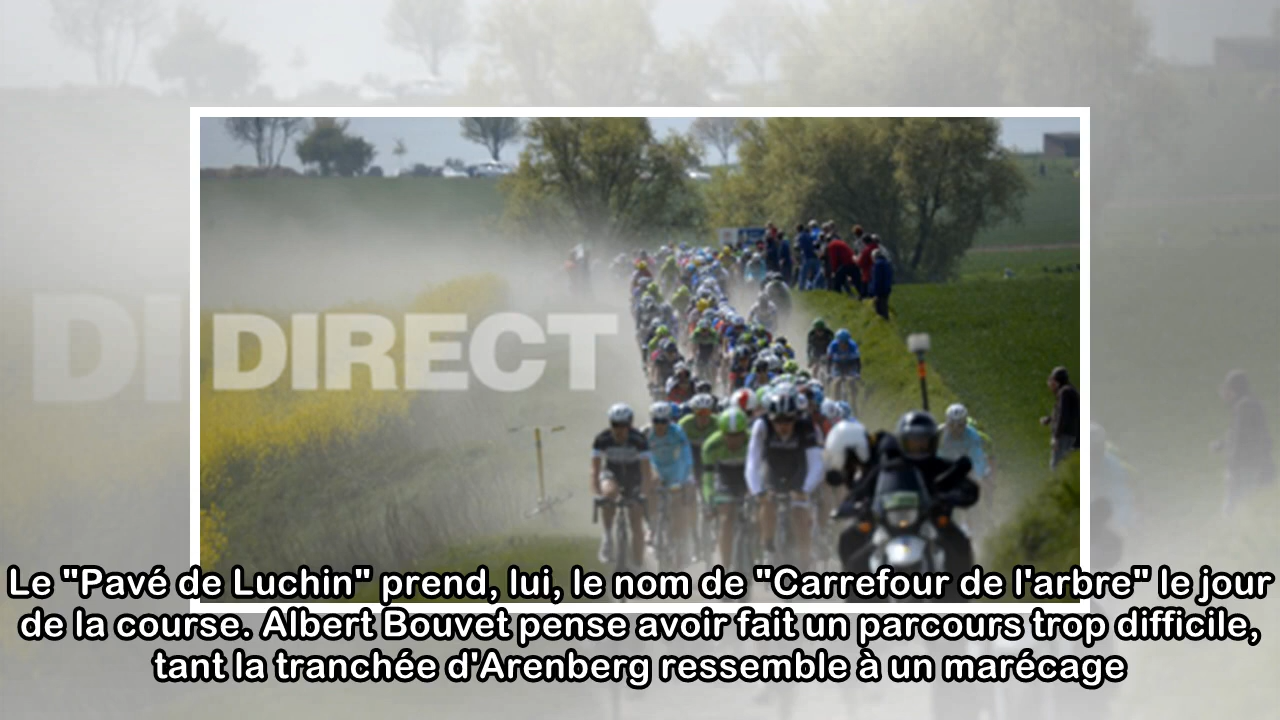 DI
DIRECT
Le "Pavé de Luchin" prend, lui, le nom de "Carrefour de l'arbre" le jour
de la course. Albert Bouvet pense avoir fait un parcours trop difficile,
tant la tranchée d'Arenberg ressemble à un marécage